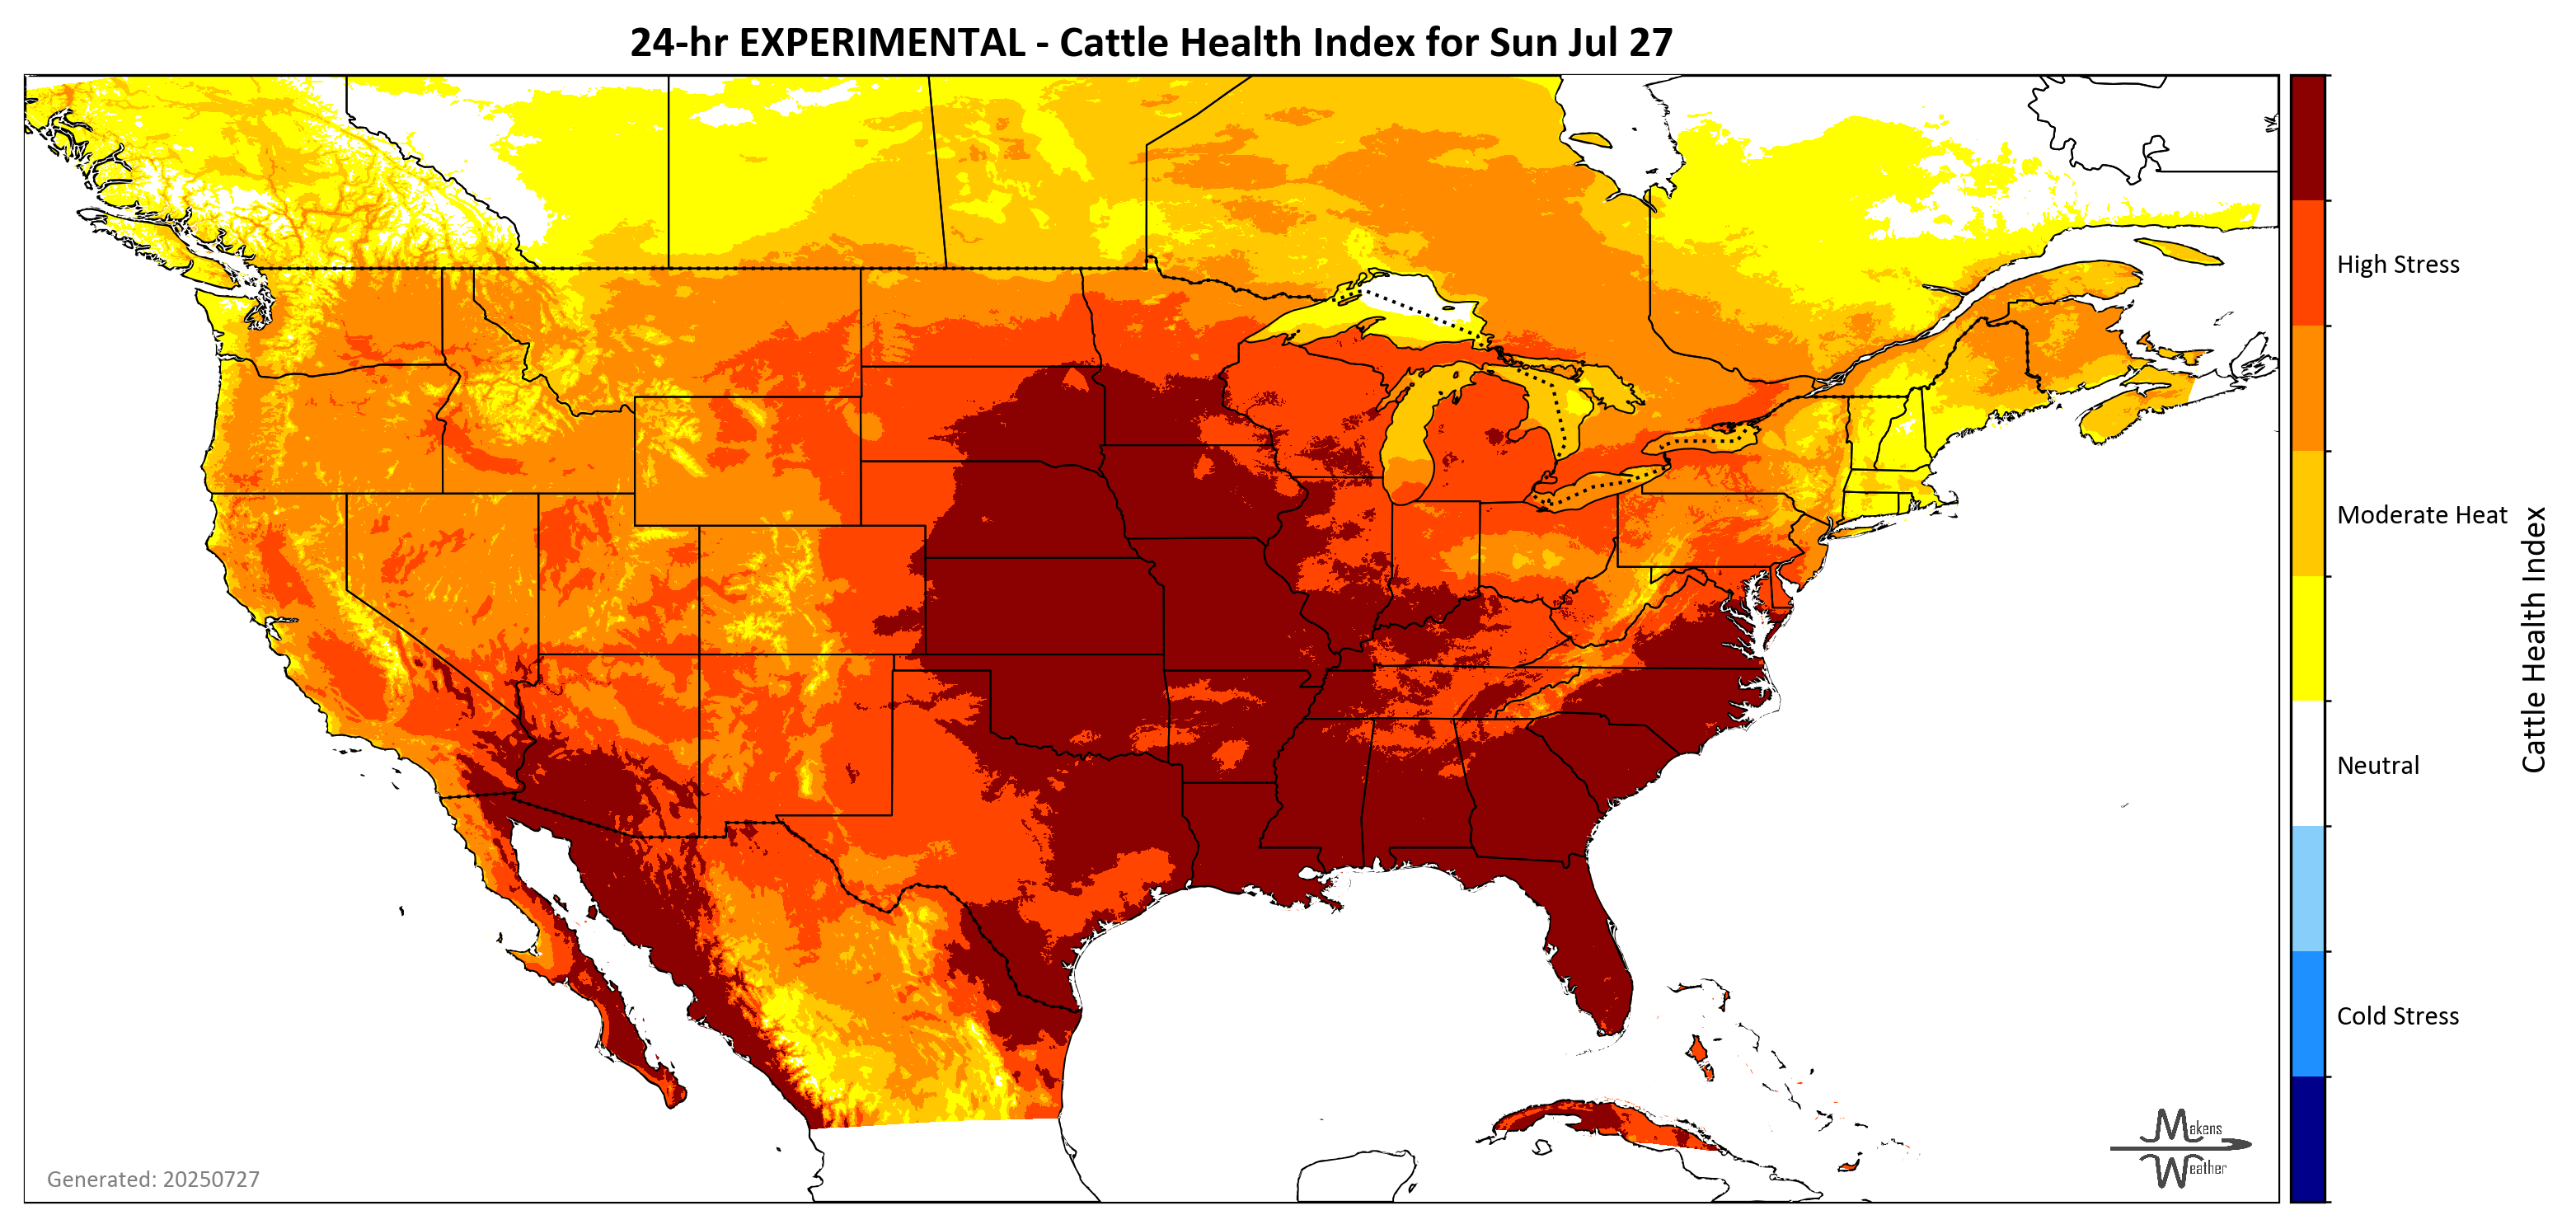 24-hr EXPERIMENTAL - Cattle Health Index for Sun Jul 27
High Stress
Moderate Heat
Neutral
Cold Stress
Cattle Health Index
Generated: 20250727
Makens
Weather